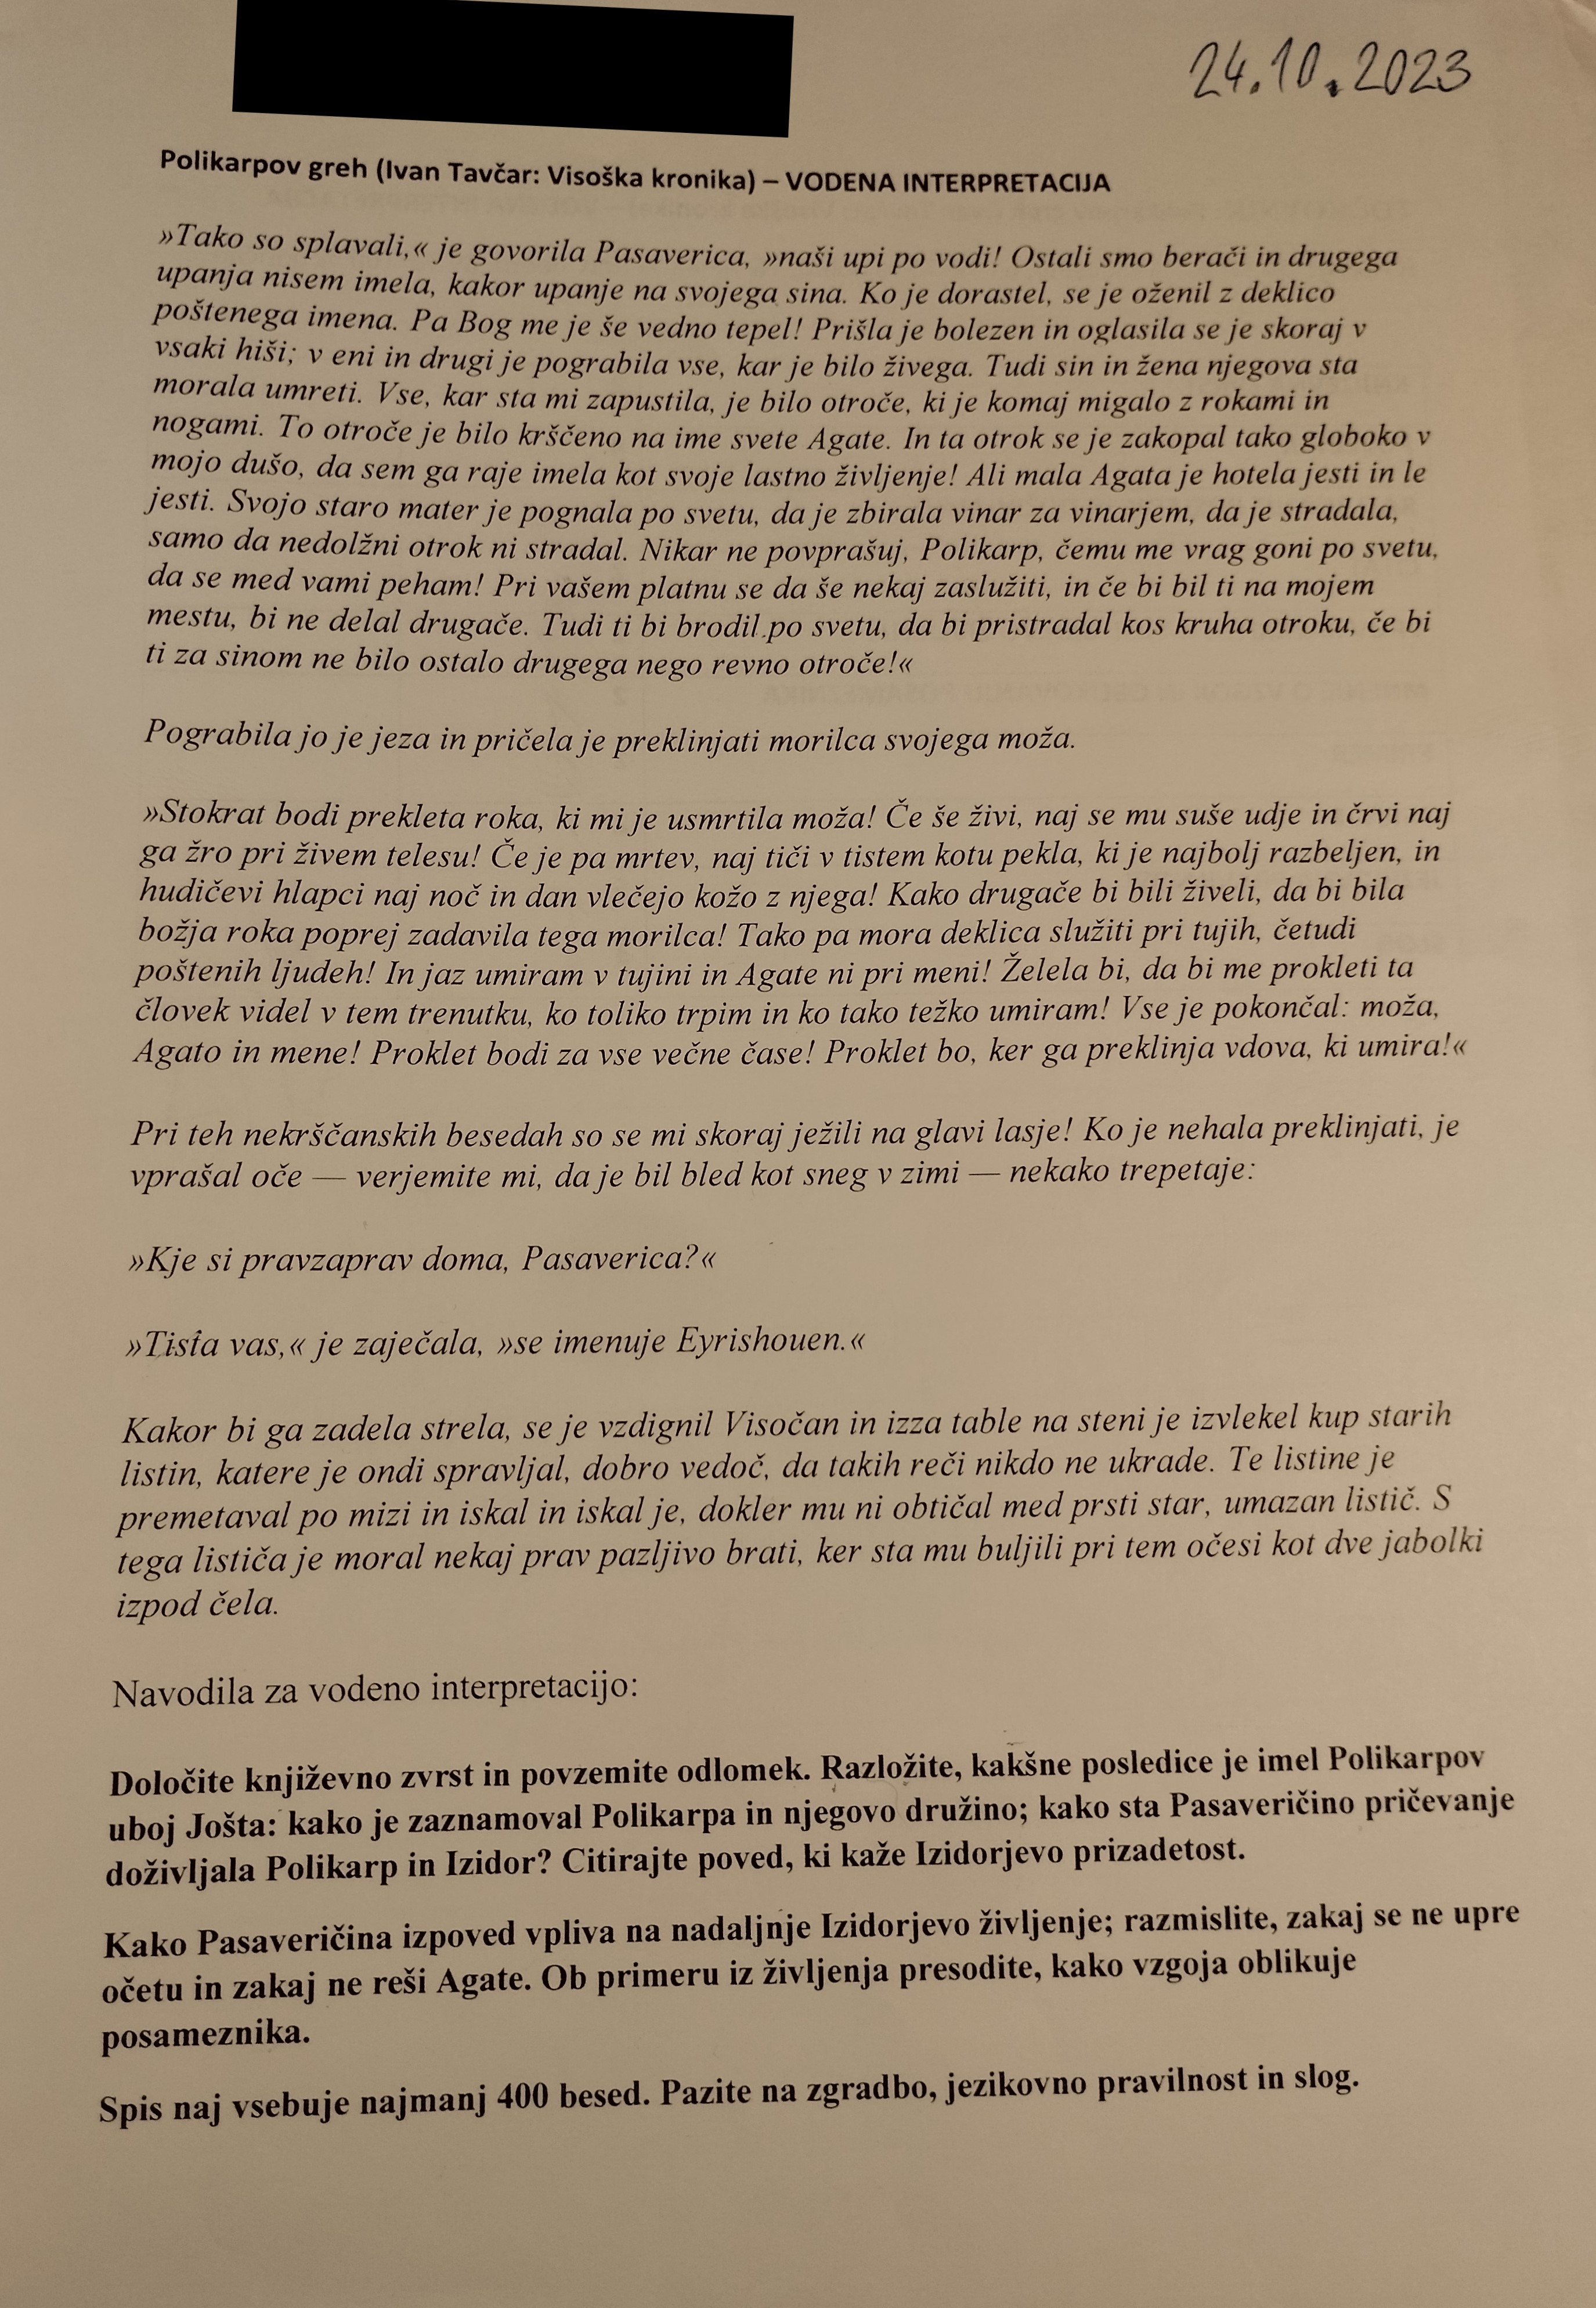 24.10.2023
Polikarpov greh (Ivan Tavčar: Visoška kronika) – VODENA INTERPRETACIJA
»Tako so splavali,« je govorila Pasaverica, »naši upi po vodi! Ostali smo berači in drugega
upanja nisem imela, kakor upanje na svojega sina. Ko je dorastel, se je oženil z deklico
poštenega imena. Pa Bog me je še vedno tepel! Prišla je bolezen in oglasila se je skoraj v
vsaki hiši; v eni in drugi je pograbila vse, kar je bilo živega. Tudi sin in žena njegova sta
morala umreti. Vse, kar sta mi zapustila, je bilo otroče, ki je komaj migalo z rokami in
nogami. To otroče je bilo krščeno na ime svete Agate. In ta otrok se je zakopal tako globoko v
mojo dušo, da sem ga raje imela kot svoje lastno življenje! Ali mala Agata je hotela jesti in le
jesti. Svojo staro mater je pognala po svetu, da je zbirala vinar za vinarjem, da je stradala,
samo da nedolžni otrok ni stradal. Nikar ne povprašuj, Polikarp, čemu me vrag goni po svetu,
da se med vami peham! Pri vašem platnu se da še nekaj zaslužiti, in če bi bil ti na mojem
mestu, bi ne delal drugače. Tudi ti bi brodil po svetu, da bi pristradal kos kruha otroku, če bi
ti za sinom ne bilo ostalo drugega nego revno otroče!«
Pograbila jo je jeza in pričela je preklinjati morilca svojega moža.
»Stokrat bodi prekleta roka, ki mi je usmrtila moža! Če še živi, naj se mu suše udje in črvi naj
ga žro pri živem telesu! Če je pa mrtev, naj tiči v tistem kotu pekla, ki je najbolj razbeljen, in
hudičevi hlapci naj noč in dan vlečejo kožo z njega! Kako drugače bi bili živeli, da bi bila
božja roka poprej zadavila tega morilca! Tako pa mora deklica služiti pri tujih, četudi
poštenih ljudeh! In jaz umiram v tujini in Agate ni pri meni! Želela bi, da bi me prokleti ta
človek videl v tem trenutku, ko toliko trpim in ko tako težko umiram! Vse je pokončal: moža,
Agato in mene! Proklet bodi za vse večne čase! Proklet bo, ker ga preklinja vdova, ki umira!«
Pri teh nekrščanskih besedah so se mi skoraj ježili na glavi lasje! Ko je nehala preklinjati, je
vprašal oče — verjemite mi, da je bil bled kot sneg v zimi — nekako trepetaje:
»Kje si pravzaprav doma, Pasaverica?«
»Tista vas,« je zaječala, »se imenuje Eyrishouen.«
Kakor bi ga zadela strela, se je vzdignil Visočan in izza table na steni je izvlekel kup starih
listin, katere je ondi spravljal, dobro vedoč, da takih reči nikdo ne ukrade. Te listine je
premetaval po mizi in iskal in iskal je, dokler mu ni obtičal med prsti star, umazan listič. S
tega lističa je moral nekaj prav pazljivo brati, ker sta mu buljili pri tem očesi kot dve jabolki
izpod čela.
Navodila za vodeno interpretacijo:
Določite književno zvrst in povzemite odlomek. Razložite, kakšne posledice je imel Polikarpov
uboj Jošta: kako je zaznamoval Polikarpa in njegovo družino; kako sta Pasaveričino pričevanje
doživljala Polikarp in Izidor? Citirajte poved, ki kaže Izidorjevo prizadetost.
Kako Pasaveričina izpoved vpliva na nadaljnje Izidorjevo življenje; razmislite, zakaj se ne upre
očetu in zakaj ne reši Agate. Ob primeru iz življenja presodite, kako vzgoja oblikuje
posameznika.
Spis naj vsebuje najmanj 400 besed. Pazite na zgradbo, jezikovno pravilnost in slog.